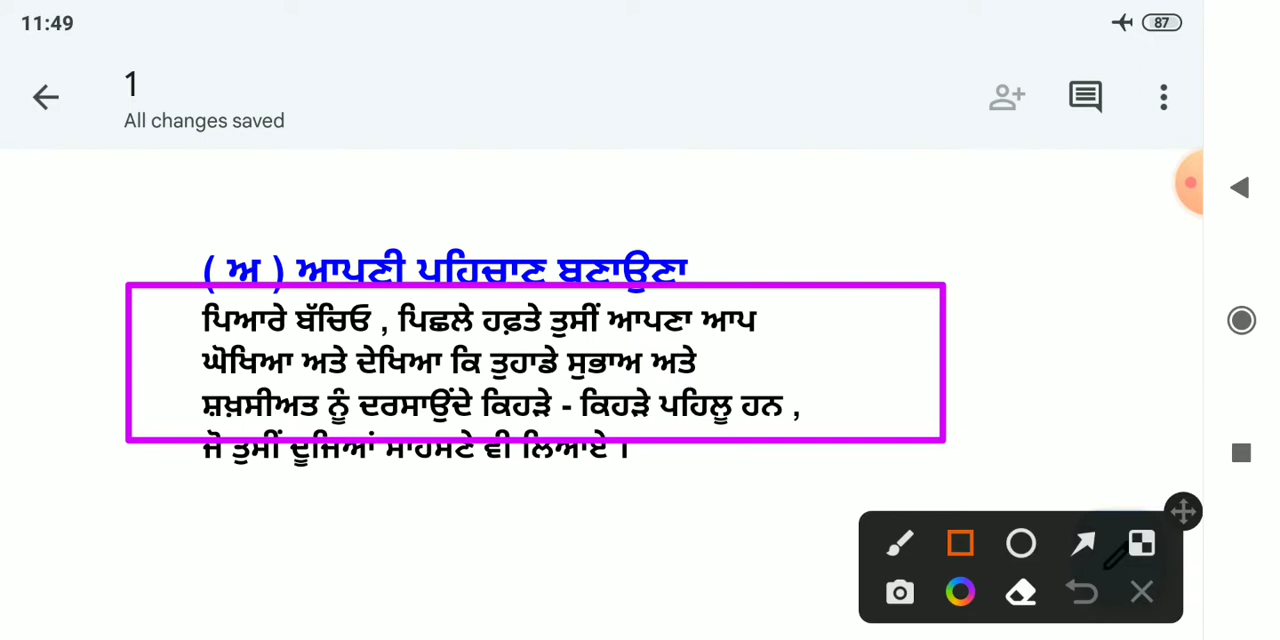 11:49
87
1
All changes saved
( ਅ ) ਆਪਣੀ ਪਹਿਚਾਣ ਬਣਾਉਣਾ
ਪਿਆਰੇ ਬੱਚਿਓ , ਪਿਛਲੇ ਹਫ਼ਤੇ ਤੁਸੀਂ ਆਪਣਾ ਆਪ
ਘੋਖਿਆ ਅਤੇ ਦੇਖਿਆ ਕਿ ਤੁਹਾਡੇ ਸੁਭਾਅ ਅਤੇ
ਸ਼ਖ਼ਸੀਅਤ ਨੂੰ ਦਰਸਾਉਂਦੇ ਕਿਹੜੇ - ਕਿਹੜੇ ਪਹਿਲੂ ਹਨ ,
ਜੋ ਤੁਸੀਂ ਦੂਜਿਆਂ ਸਾਹਮਣੇ ਵੀ ਲਿਆਏ ।